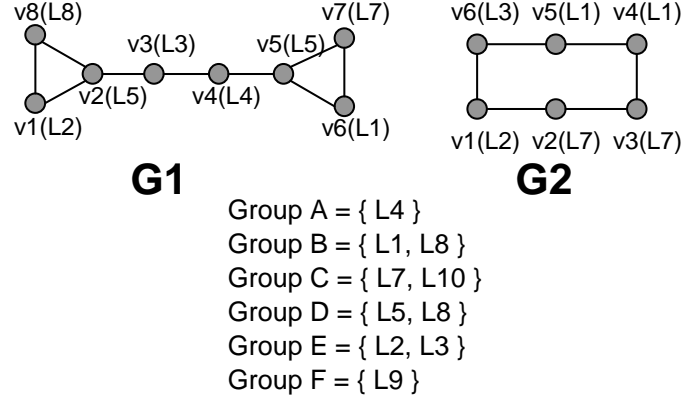 v8(L8)
v7(L7)
v3(L3)
v5(L5)
v2(L5)
v4(L4)
v1(L2)
v6(L1)
G1
v6(L3) v5(L1) v4(L1)
v1(L2) v2(L7) v3(L7)
G2
Group A = { L4 }
Group B = { L1, L8 }
Group C = { L7, L10 }
Group D = { L5, L8 }
Group E = { L2, L3 }
Group F = { L9 }